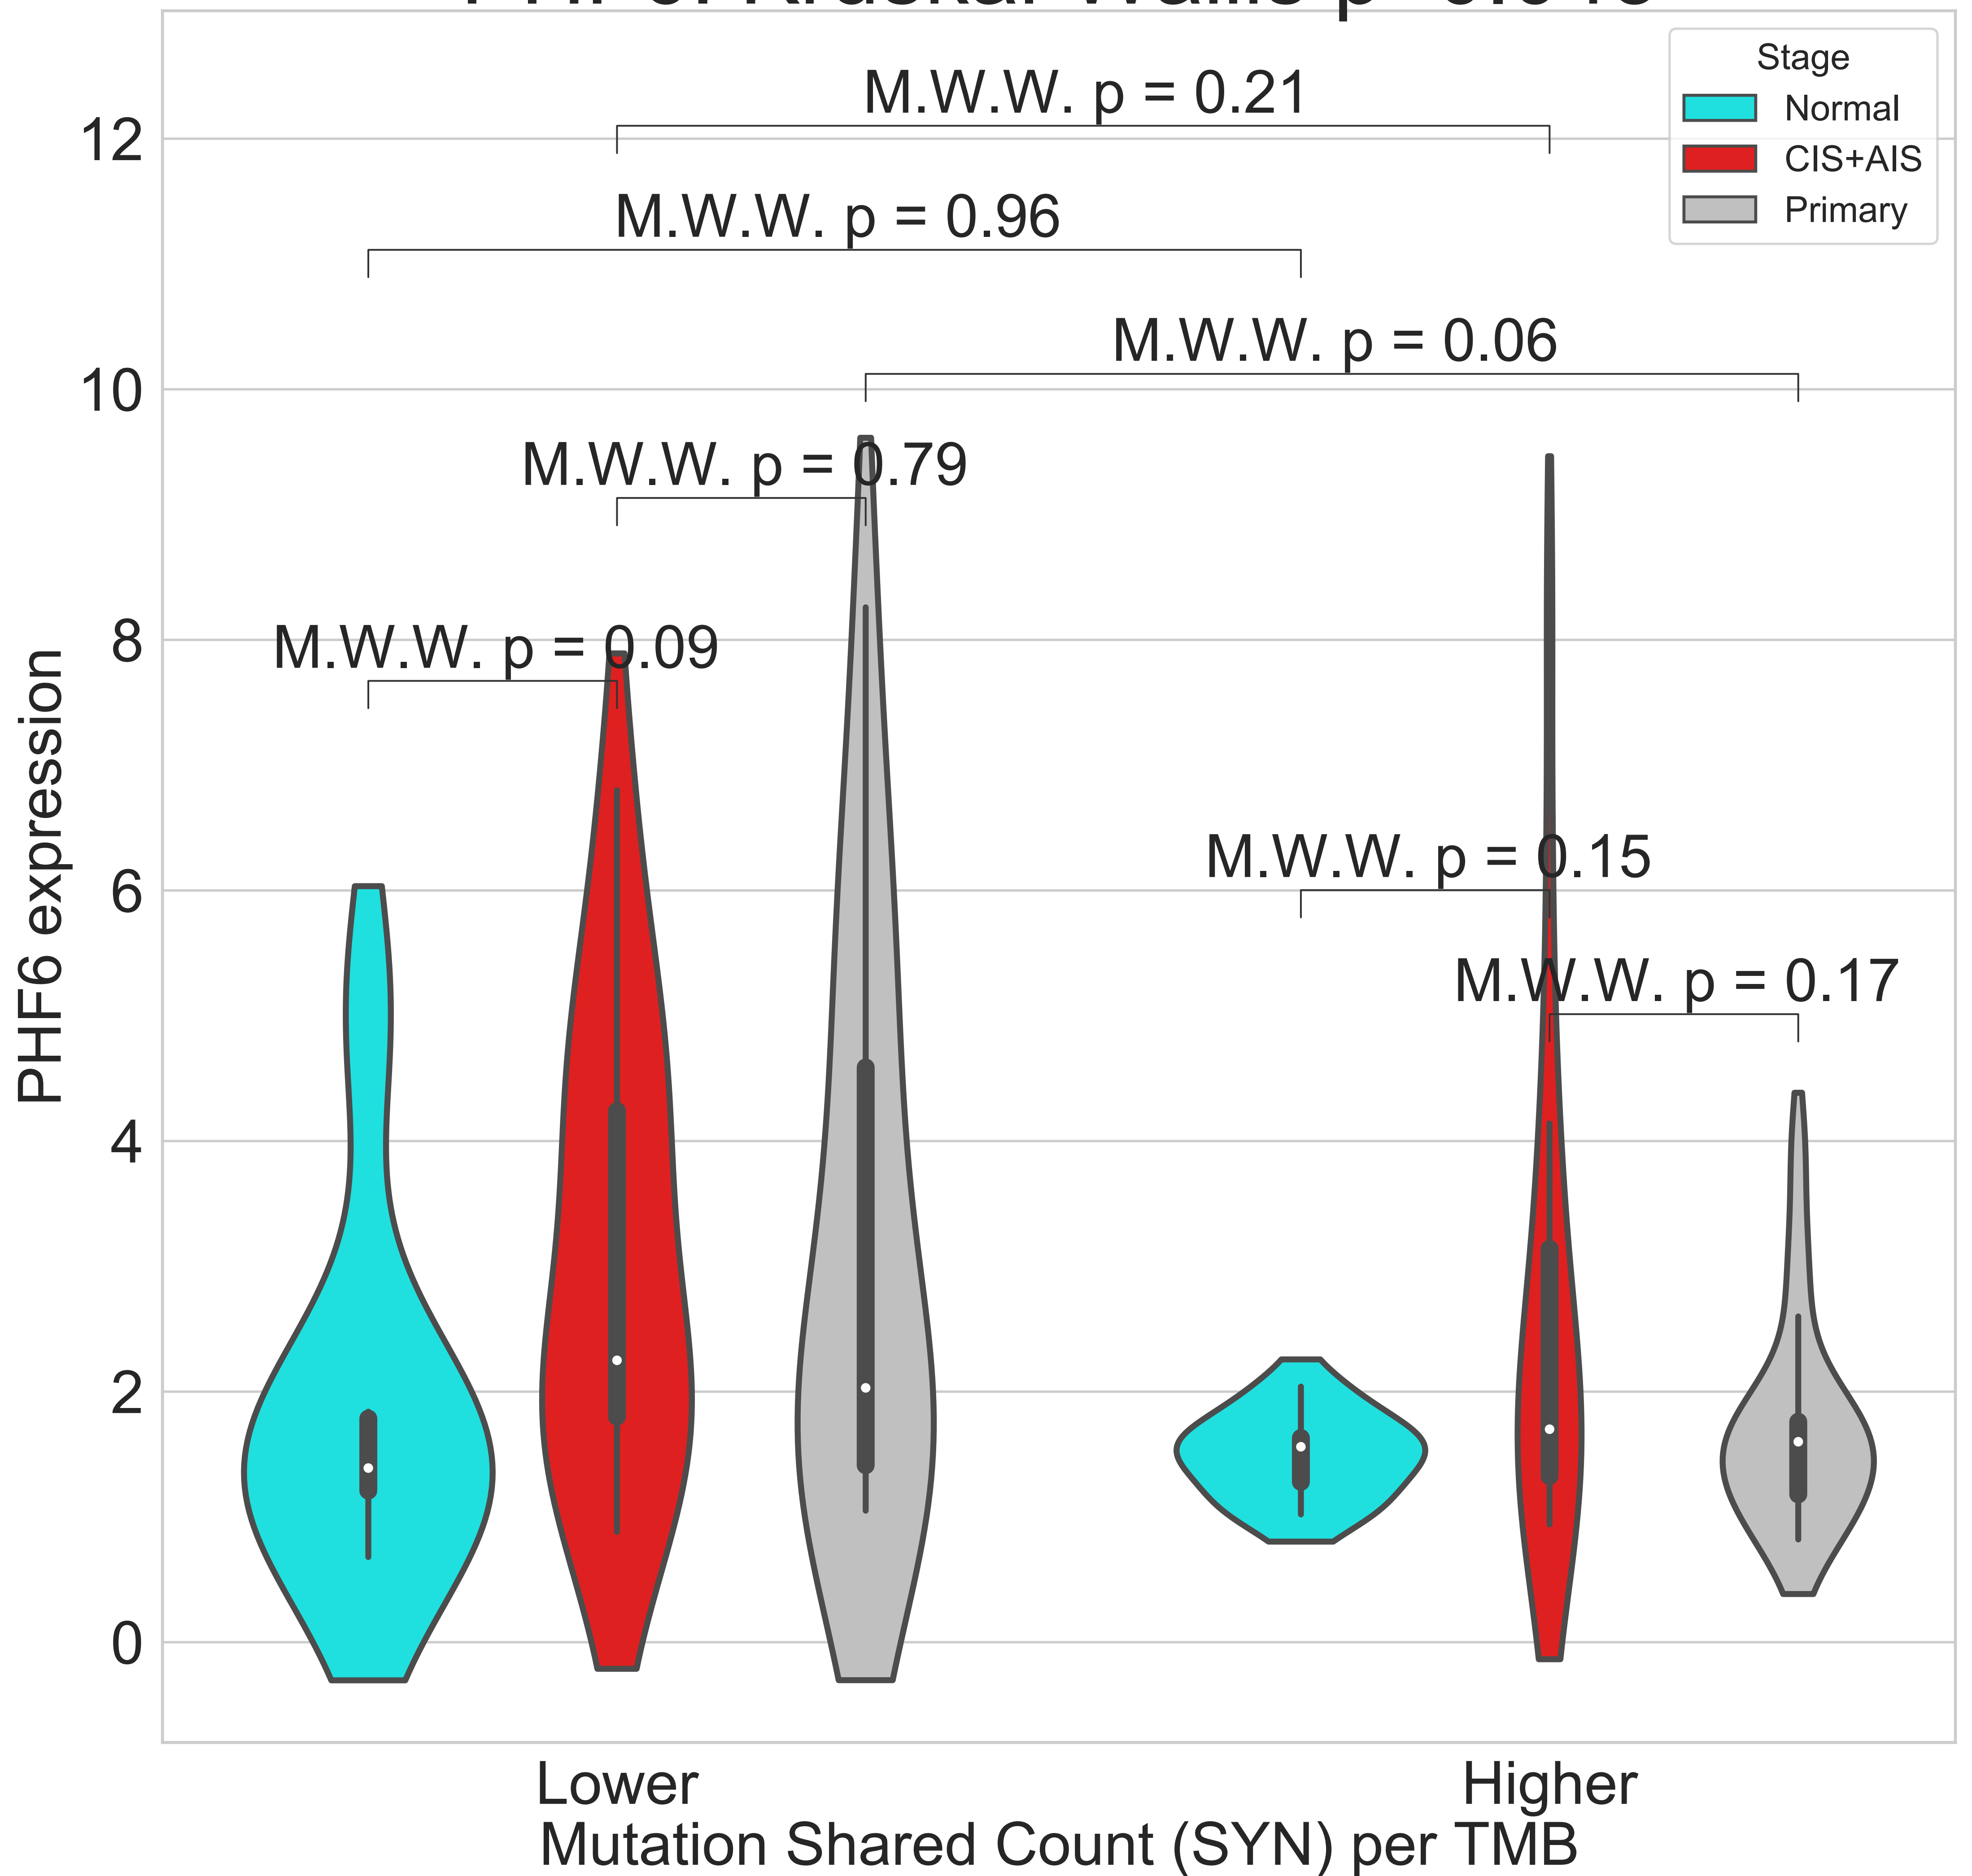 Stage
Normal
CIS+AIS
Primary
M.W.W. p = 0.21
M.W.W. p = 0.96
M.W.W. p = 0.06
M.W.W. p = 0.79
M.W.W. p = 0.09
M.W.W. p = 0.15
M.W.W. p = 0.17
12
10
8
6
4
2
0
PHF6 expression
Lower
Higher
Mutation Shared Count (SYN) per TMB